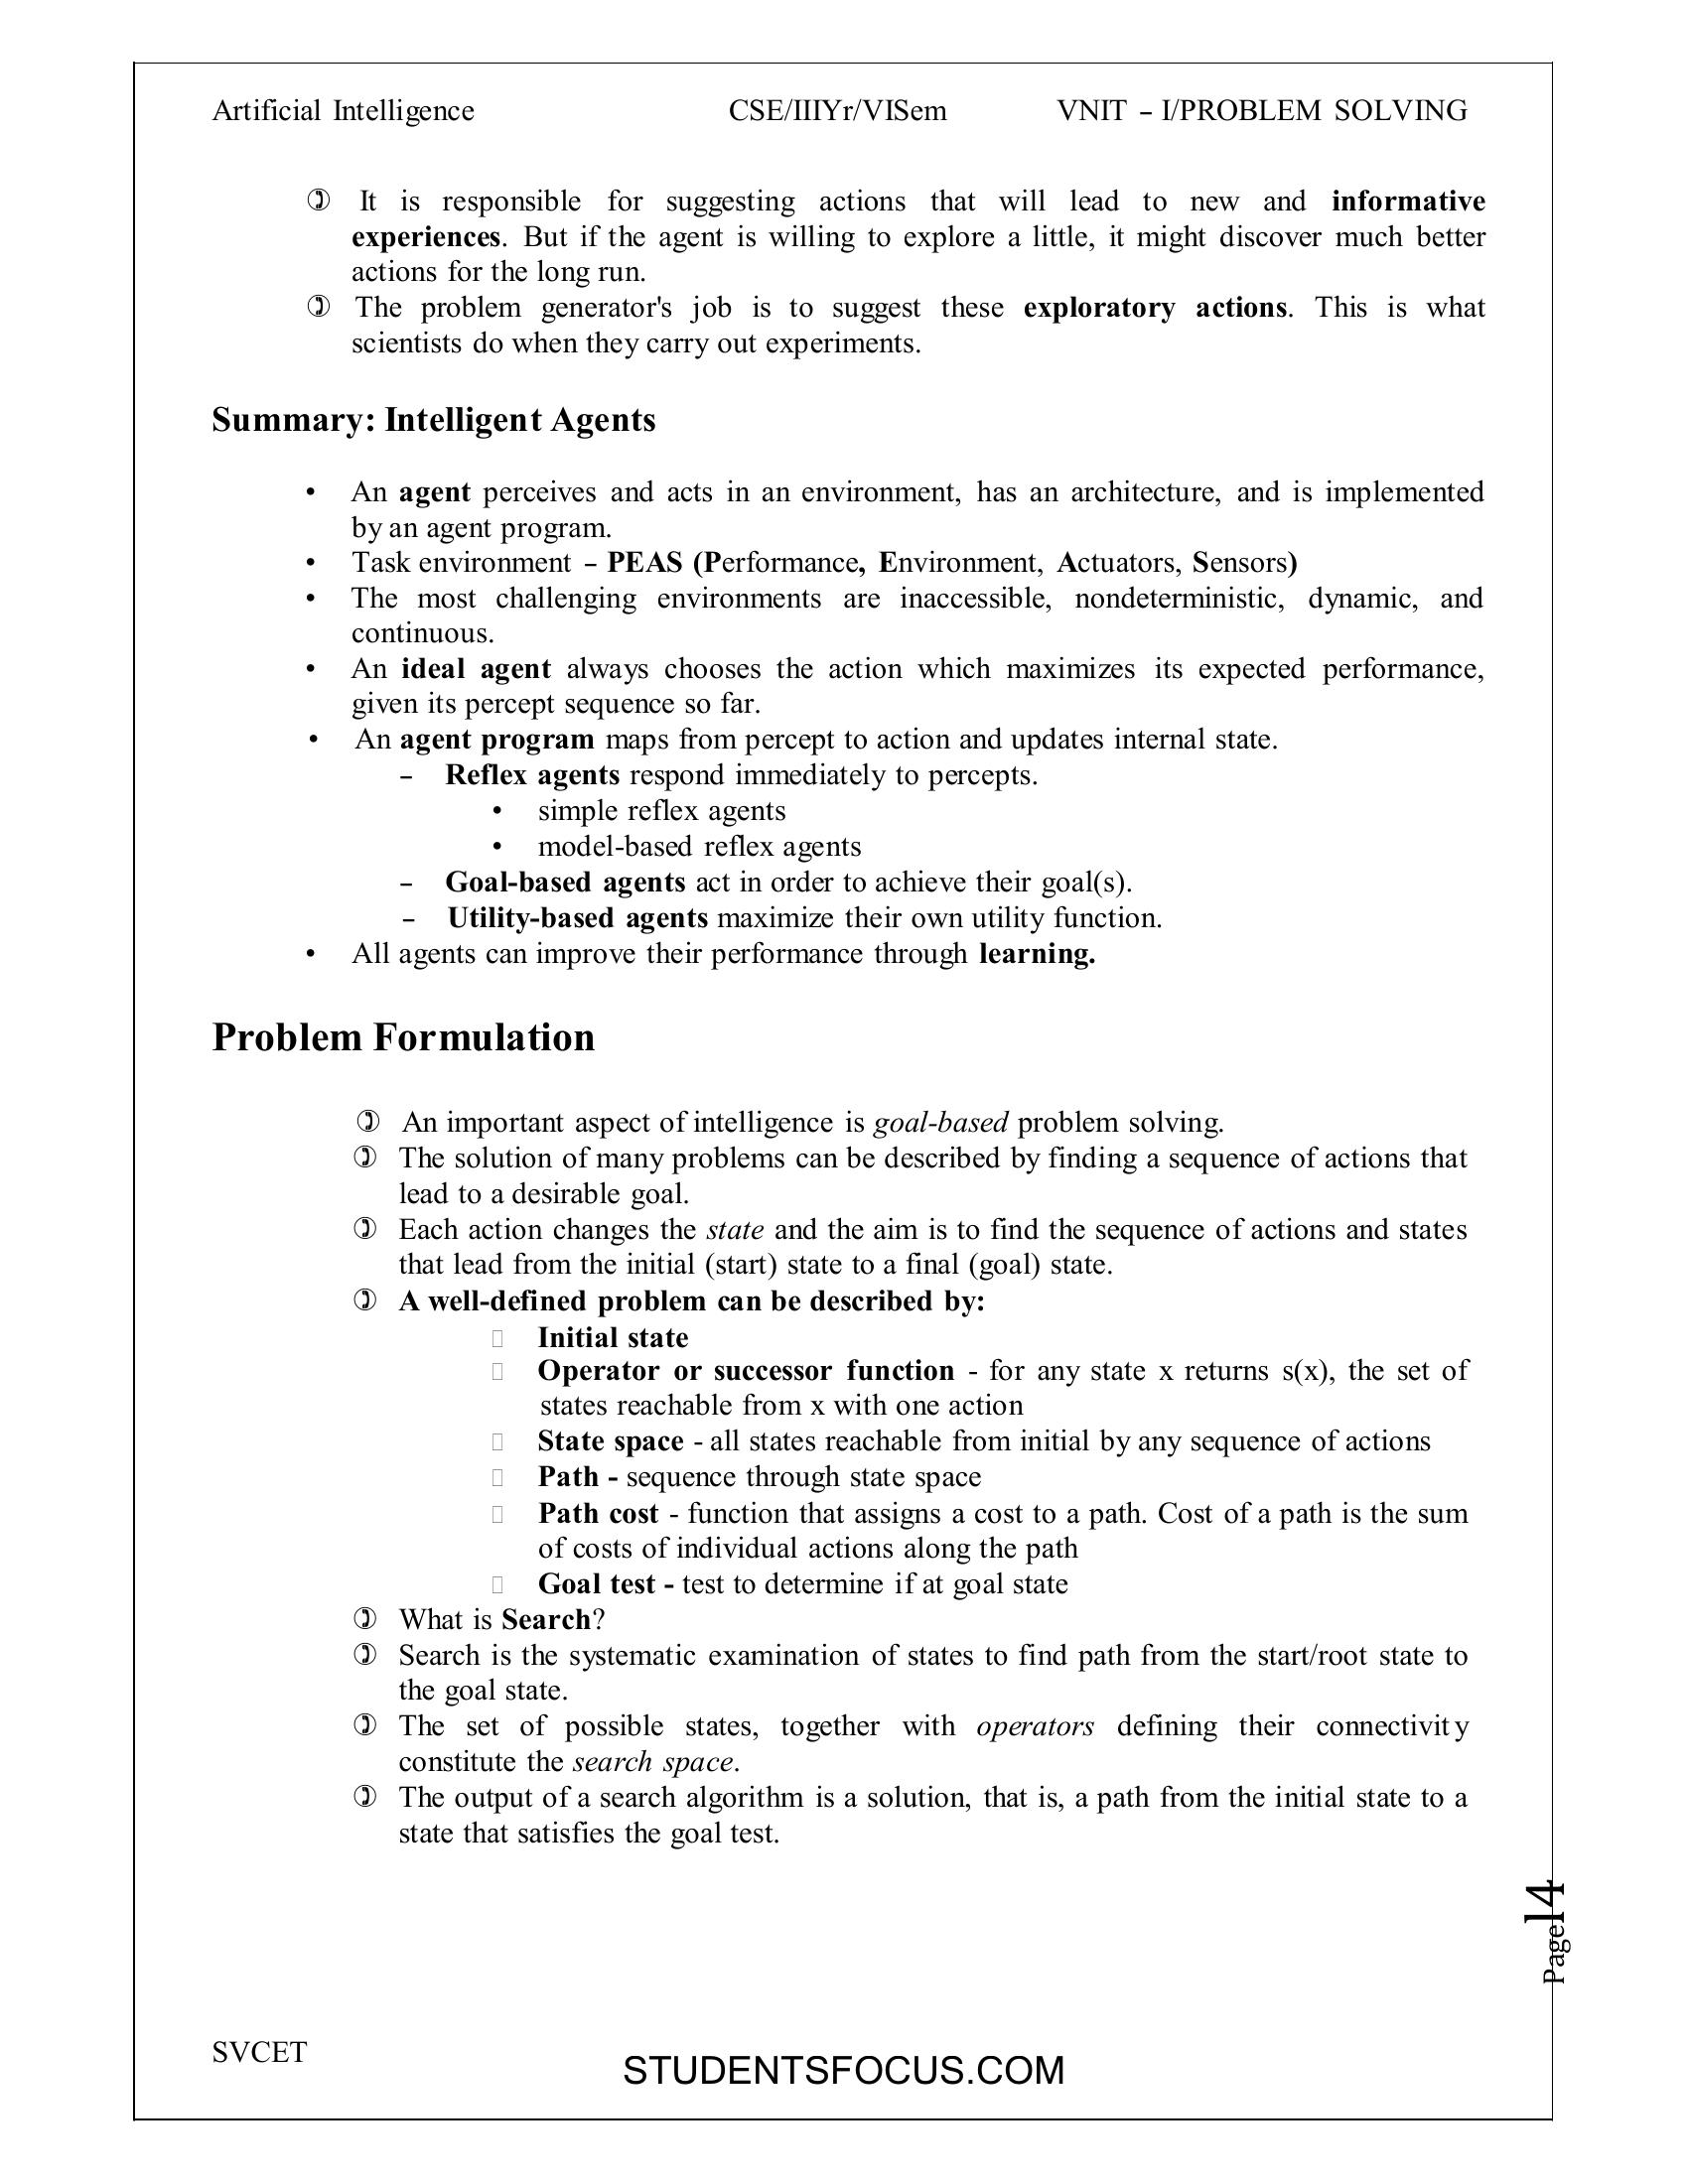 Artificial Intelligence CSE/IIIYr/VISem VNIT – I/PROBLEM SOLVING
It is responsible for suggesting actions that will lead to new and informative
experiences. But if the agent is willing to explore a little, it might discover much better
actions for the long run.
The problem generator's job is to suggest these exploratory actions. This is what
scientists do when they carry out experiments.
Summary: Intelligent Agents
• An agent perceives and acts in an environment, has an architecture, and is implemented
by an agent program.
• Task environment – PEAS (Performance, Environment, Actuators, Sensors)
• The most challenging environments are inaccessible, nondeterministic, dynamic, and
continuous.
• An ideal agent always chooses the action which maximizes its expected performance,
given its percept sequence so far.
• An agent program maps from percept to action and updates internal state.
– Reflex agents respond immediately to percepts.
• simple reflex agents
• model-based reflex agents
– Goal-based agents act in order to achieve their goal(s).
– Utility-based agents maximize their own utility function.
• All agents can improve their performance through learning.
Problem Formulation
An important aspect of intelligence is goal-based problem solving.
The solution of many problems can be described by finding a sequence of actions that
lead to a desirable goal.
Each action changes the state and the aim is to find the sequence of actions and states
that lead from the initial (start) state to a final (goal) state.
A well-defined problem can be described by:
Initial state
Operator or successor function - for any state x returns s(x), the set of
states reachable from x with one action
State space - all states reachable from initial by any sequence of actions
Path - sequence through state space
Path cost - function that assigns a cost to a path. Cost of a path is the sum
of costs of individual actions along the path
Goal test - test to determine if at goal state
What is Search?
Search is the systematic examination of states to find path from the start/root state to
the goal state.
The set of possible states, together with operators defining their connectivity
constitute the search space.
The output of a search algorithm is a solution, that is, a path from the initial state to a
state that satisfies the goal test.
Page14
SVCET
STUDENTSFOCUS.COM